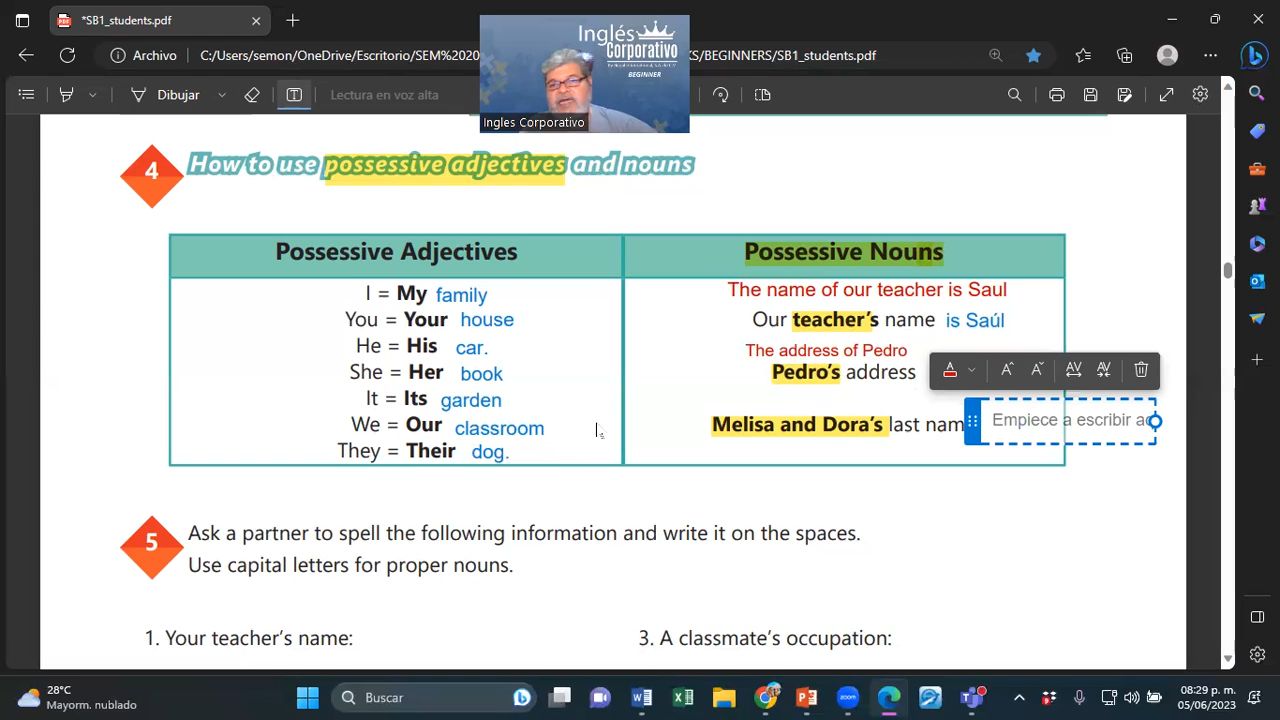 *SB1_students.pdf
Archivo
C:/Users/semon/OneDrive/Escritorio/SEM%20
KS/BEGINNERS/SB1_students.pdf
Dibujar
Lectura en voz alta
Inglés
Corporativo
BEGINNER
Ingles Corporativo
4
How to use possessive adjectives and nouns
Possessive Adjectives
Possessive Nouns
I = My family
You = Your house
He = His car.
She = Her book
It = Its garden
We = Our classroom
They = Their dog.
The name of our teacher is Saul
Our teacher's name is Saúl
The address of Pedro
Pedro's address
Melisa and Dora's last nam
Empiece a escribir ac
5
Ask a partner to spell the following information and write it on the spaces.
Use capital letters for proper nouns.
1. Your teacher's name:
3. A classmate's occupation:
28°C
Mayorm. nublado
Buscar
08:29 p. m.
05/06/2023